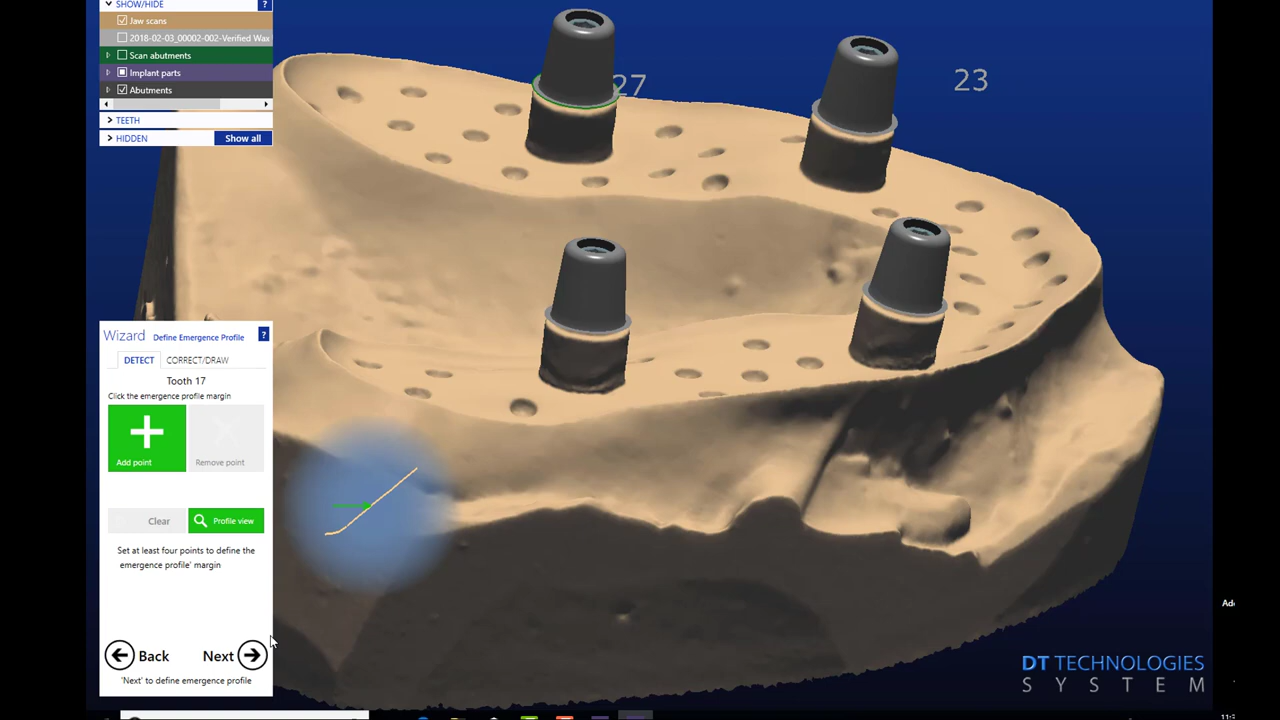 SHOW/HIDE
?
Jaw scans
2018-02-03_00002-002-Verified Wax
Scan abutments
Implant parts
Abutments
TEETH
HIDDEN
Show all
27
23
Wizard
Define Emergence Profile
?
DETECT
CORRECT/DRAW
Tooth 17
Click the emergence profile margin
Add point
Remove point
Clear
Profile view
Set at least four points to define the
emergence profile' margin
Back
Next
'Next' to define emergence profile
DT TECHNOLOGIES
SYSTEM